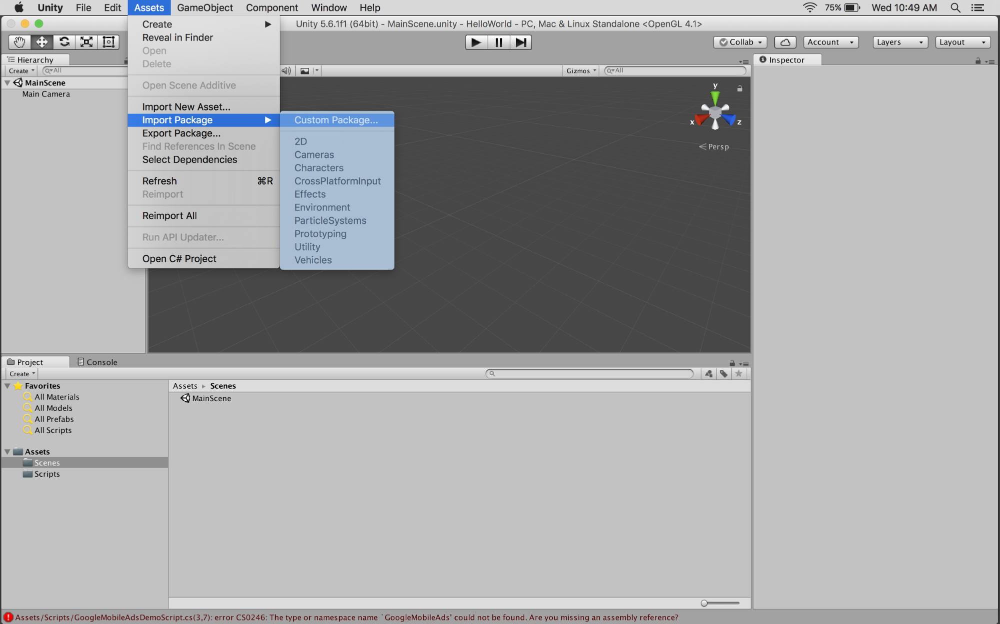 Unity File Edit Assets GameObject Component Window Help 75% Wed 10:49 AM
Unity 5.6.1f1 (64bit) - MainScene.unity - HelloWorld - PC, Mac & Linux Standalone <OpenGL 4.1>
Collab Account Layers Layout
Create
Reveal in Finder
Open
Delete
Open Scene Additive
Import New Asset...
Import Package
Export Package...
Find References In Scene
Select Dependencies
Refresh ⌘R
Reimport
Reimport All
Run API Updater...
Open C# Project
Custom Package...
2D
Cameras
Characters
CrossPlatformInput
Effects
Environment
ParticleSystems
Prototyping
Utility
Vehicles
Hierarchy
Create All
MainScene
Main Camera
Gizmos All
y
x z
Persp
Inspector
Project Console
Create
Favorites
All Materials
All Models
All Prefabs
All Scripts
Assets
Scenes
Scripts
Assets Scenes
MainScene
Assets/Scripts/GoogleMobileAdsDemoScript.cs(3,7): error CS0246: The type or namespace name `GoogleMobileAds' could not be found. Are you missing an assembly reference?